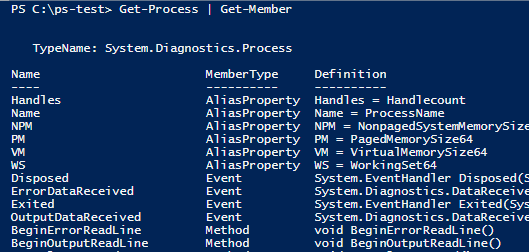 PS C:\ps-test> Get-Process | Get-Member
TypeName: System.Diagnostics.Process
Name MemberType Definition
---- ---------- ----------
Handles AliasProperty Handles = Handlecount
Name AliasProperty Name = ProcessName
NPM AliasProperty NPM = NonpagedSystemMemorySize
PM AliasProperty PM = PagedMemorySize64
VM AliasProperty VM = VirtualMemorySize64
WS AliasProperty WS = WorkingSet64
Disposed Event System.EventHandler Disposed(S
ErrorDataReceived Event System.Diagnostics.DataReceive
Exited Event System.EventHandler Exited(Sys
OutputDataReceived Event System.Diagnostics.DataReceive
BeginErrorReadLine Method void BeginErrorReadLine()
BeginOutputReadLine Method void BeginOutputReadLine()